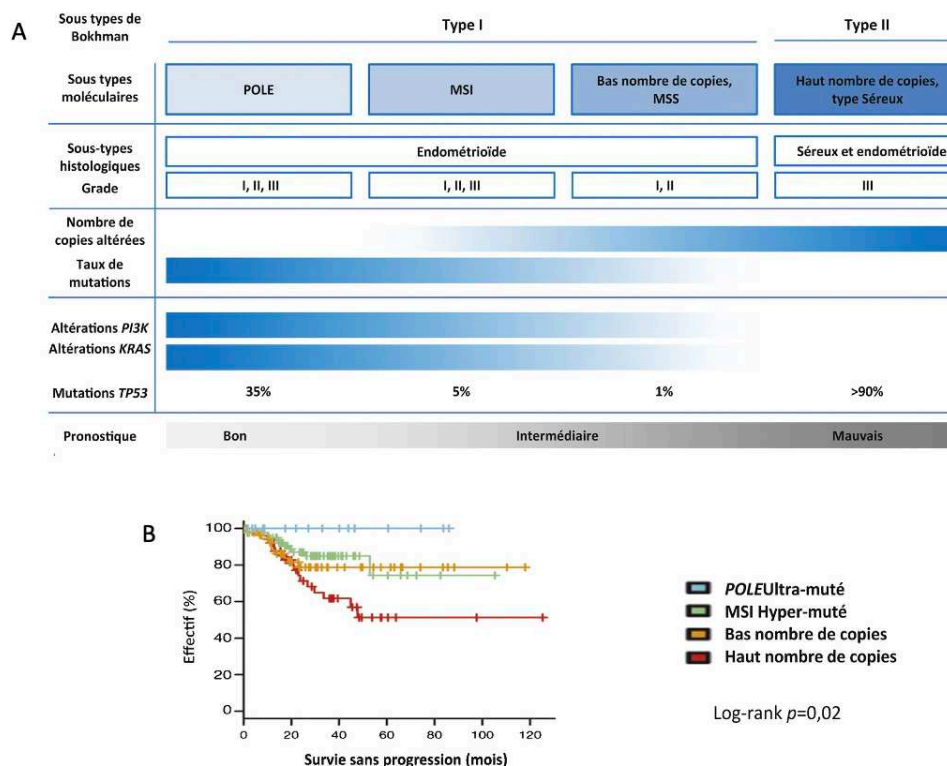 A
Sous types de
Bokhman
Type I
Type II
Sous types
moléculaires
POLE
MSI
Bas nombre de copies,
MSS
Haut nombre de copies,
type Séreux
Sous-types
histologiques
Endométrioïde
Séreux et endométrioïde
Grade
I, II, III
I, II, III
I, II
III
Nombre de
copies altérées
Taux de
mutations
Altérations PI3K
Altérations KRAS
Mutations TP53
35%
5%
1%
>90%
Pronostique
Bon
Intermédiaire
Mauvais
B
Effectif (%)
100
80
60
40
20
0
0
20
40
60
80
100
120
Survie sans progression (mois)
POLEUltra-muté
MSI Hyper-muté
Bas nombre de copies
Haut nombre de copies
Log-rank p=0,02